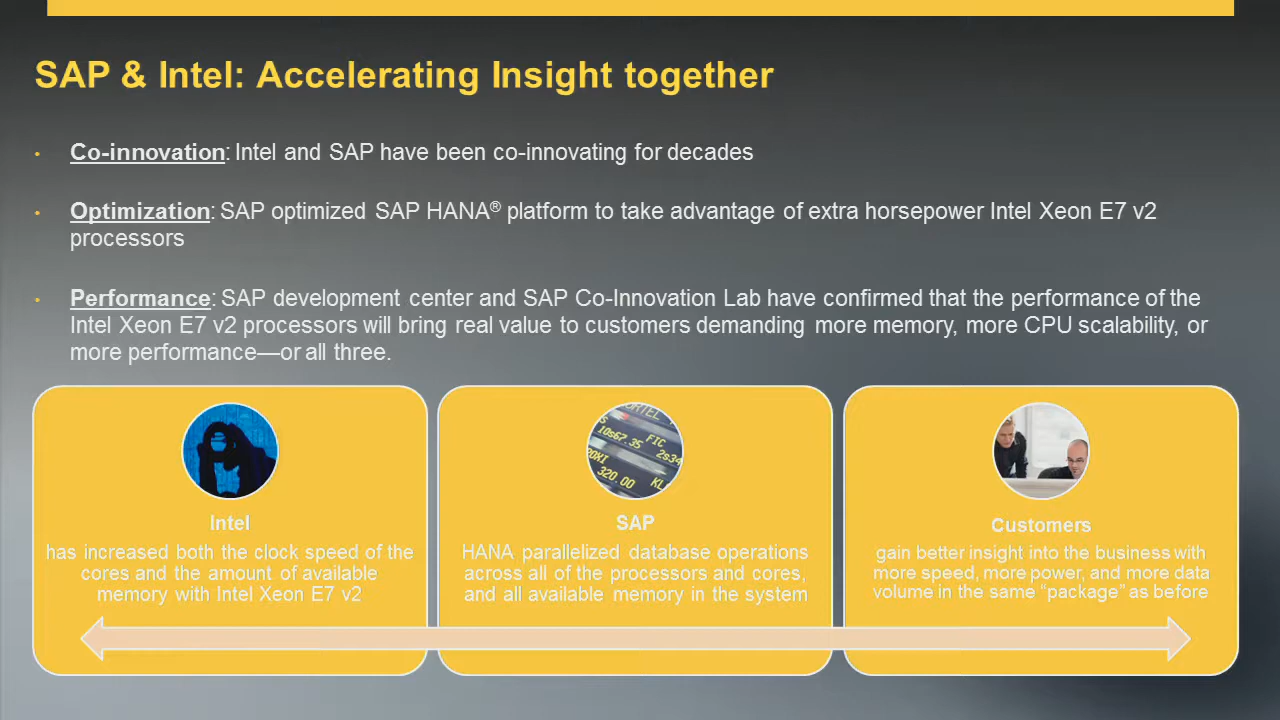 SAP & Intel: Accelerating Insight together
• Co-innovation: Intel and SAP have been co-innovating for decades
• Optimization: SAP optimized SAP HANA® platform to take advantage of extra horsepower Intel Xeon E7 v2
processors
• Performance: SAP development center and SAP Co-Innovation Lab have confirmed that the performance of the
Intel Xeon E7 v2 processors will bring real value to customers demanding more memory, more CPU scalability, or
more performance—or all three.
Intel
has increased both the clock speed of the
cores and the amount of available
memory with Intel Xeon E7 v2
10s67.35 FIC
320.00 KL
SAP
HANA parallelized database operations
across all of the processors and cores,
and all available memory in the system
Customers
gain better insight into the business with
more speed, more power, and more data
volume in the same “package” as before